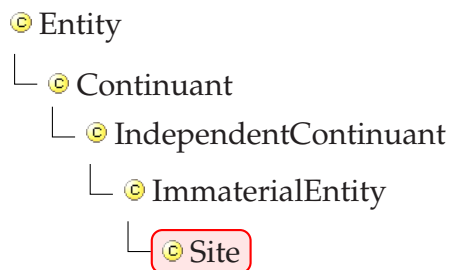 Entity
Continuant
IndependentContinuant
ImmaterialEntity
Site